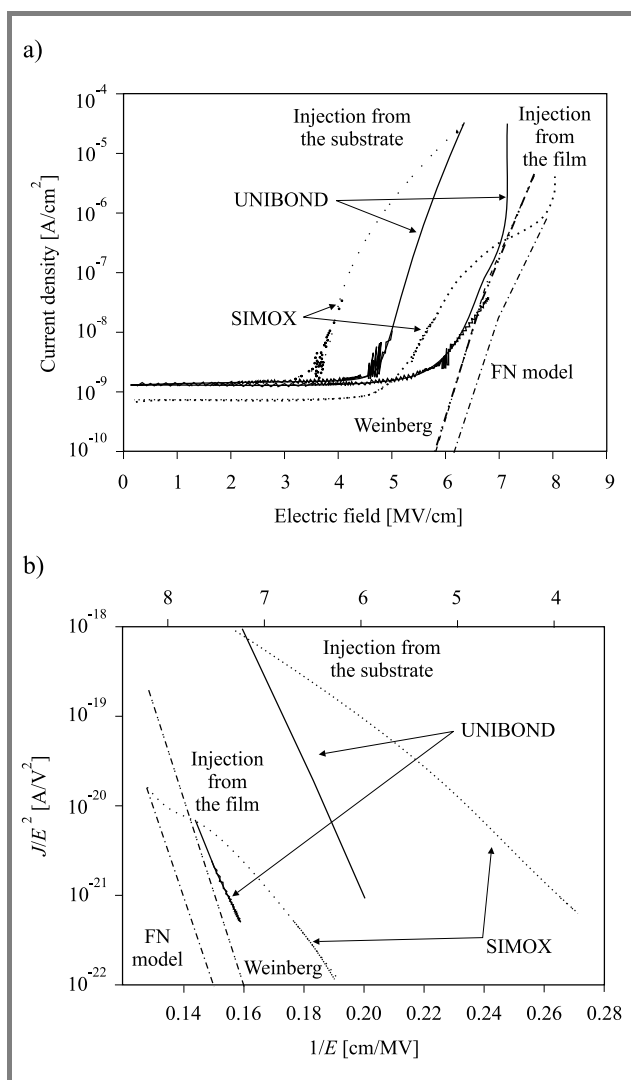 a)
10⁻⁴
10⁻⁵
10⁻⁶
10⁻⁷
10⁻⁸
10⁻⁹
10⁻¹⁰
Current density [A/cm²]
Injection from
the substrate
Injection
from
the film
UNIBOND
SIMOX
FN model
Weinberg
0 1 2 3 4 5 6 7 8 9
Electric field [MV/cm]
b)
8 7 6 5 4
10⁻¹⁸
10⁻¹⁹
10⁻²⁰
10⁻²¹
10⁻²²
J/E² [A/V²]
Injection from
the substrate
UNIBOND
Injection
from
the film
SIMOX
FN
model
Weinberg
0.14 0.16 0.18 0.20 0.22 0.24 0.26 0.28
1/E [cm/MV]